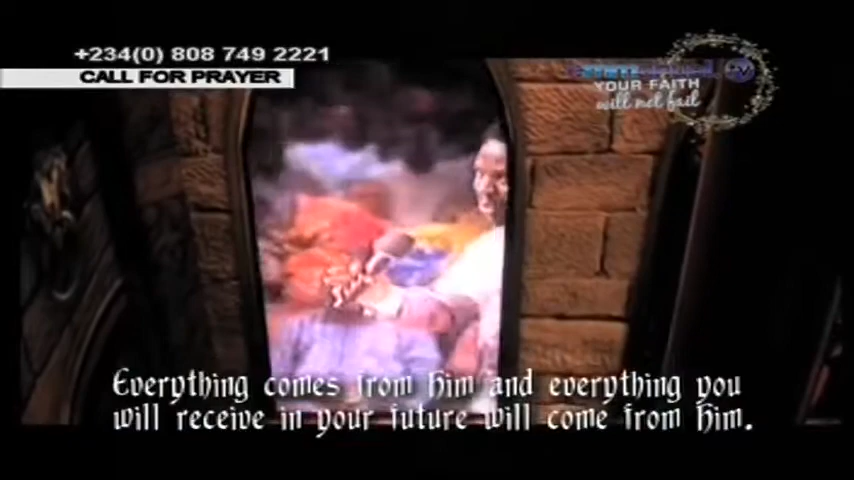 +234(0) 808 749 2221
CALL FOR PRAYER
YOUR FAITH
will not fail
Everything comes from Him and everything you
will receive in your future will come from Him.